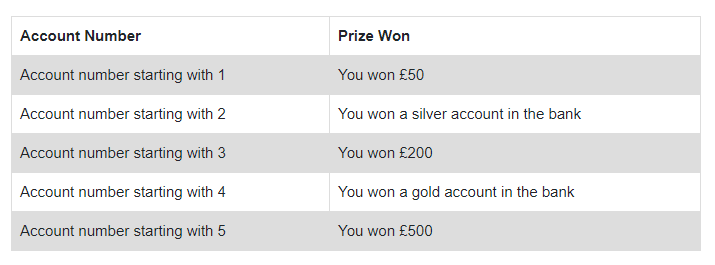 Account Number Prize Won
Account number starting with 1 You won £50
Account number starting with 2 You won a silver account in the bank
Account number starting with 3 You won £200
Account number starting with 4 You won a gold account in the bank
Account number starting with 5 You won £500